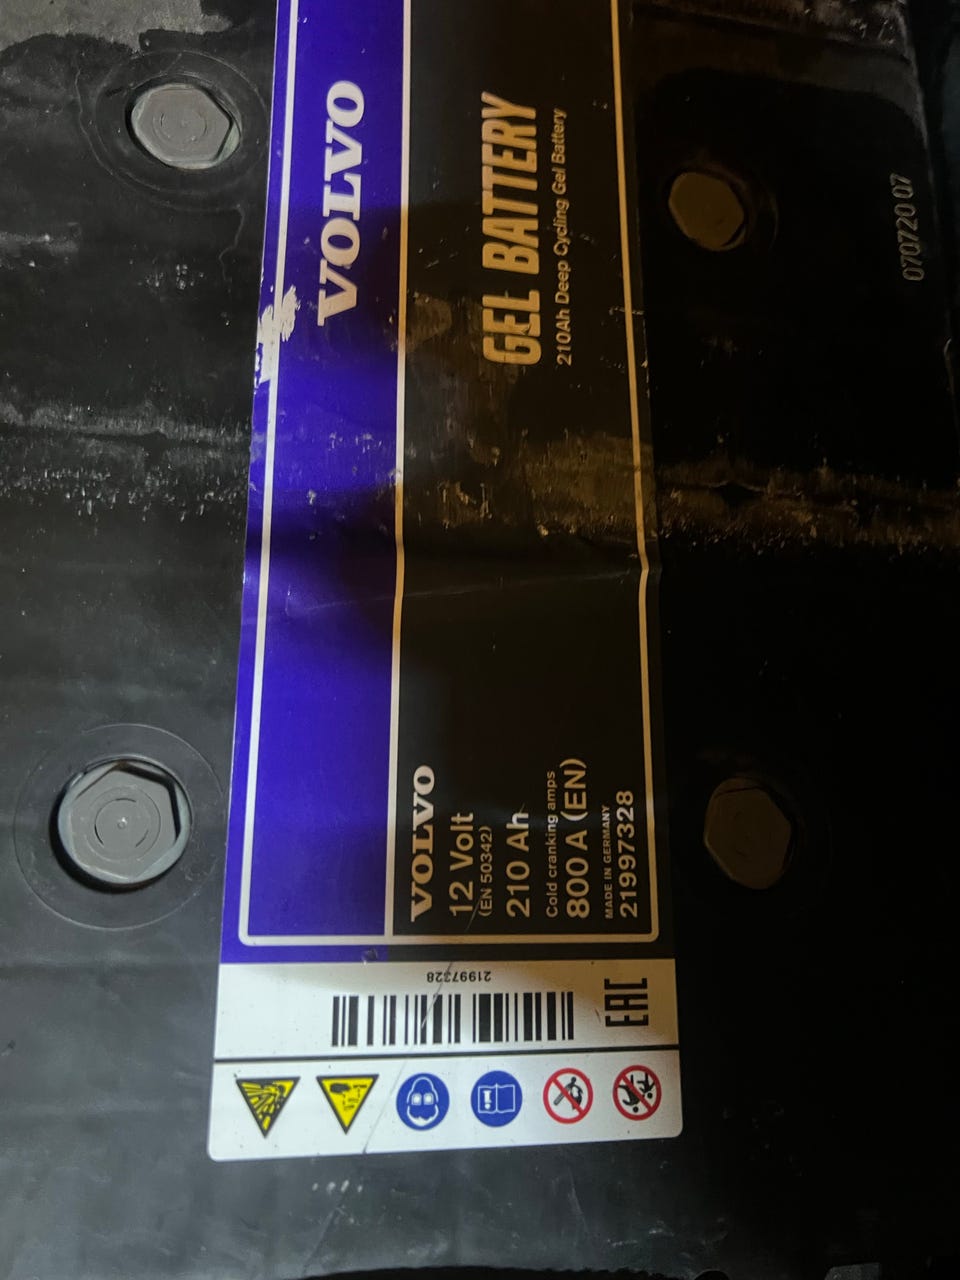 VOLVO
GEL BATTERY
210Ah Deep Cycling Gel Battery
070720 07
VOLVO
12 Volt
(EN 50342)
210 Ah
Cold cranking amps
800 A (EN)
MADE IN GERMANY
21997328
21997328
EAC